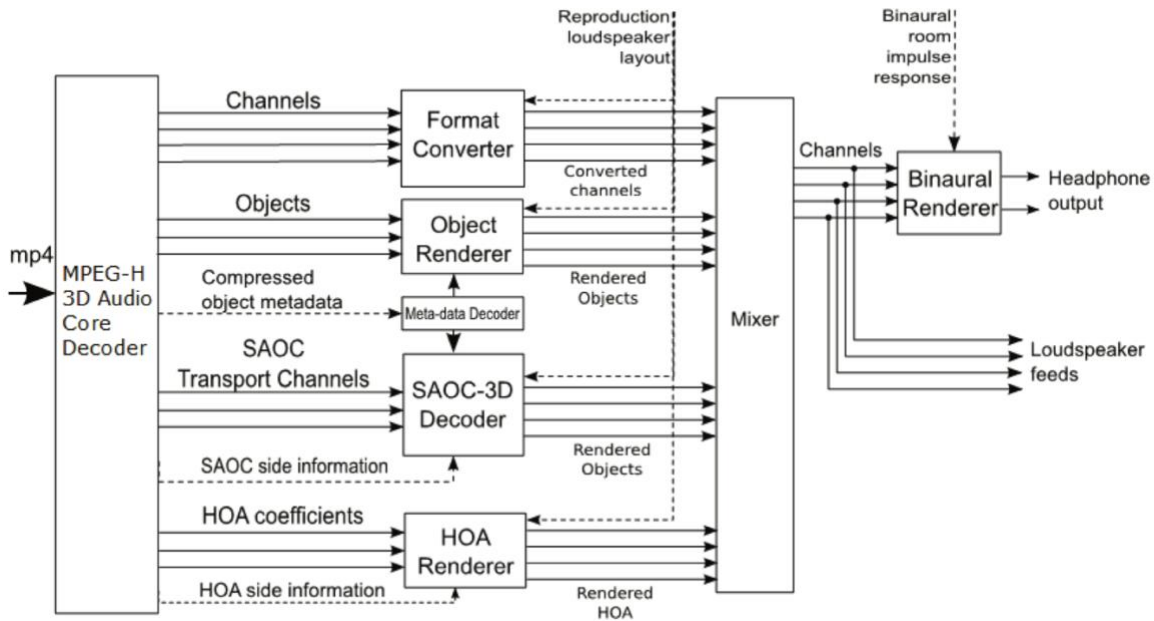 Reproduction
loudspeaker
layout
Binaural
room
impulse
response
Channels
Format
Converter
Converted
channels
Channels
Binaural
Renderer
Headphone
output
Objects
Object
Renderer
Rendered
Objects
mp4
MPEG-H
3D Audio
Core
Decoder
Compressed
object metadata
Meta-data Decoder
Mixer
SAOC
Transport Channels
SAOC-3D
Decoder
Loudspeaker
feeds
Rendered
Objects
SAOC side information
HOA coefficients
HOA
Renderer
HOA side information
Rendered
HOA